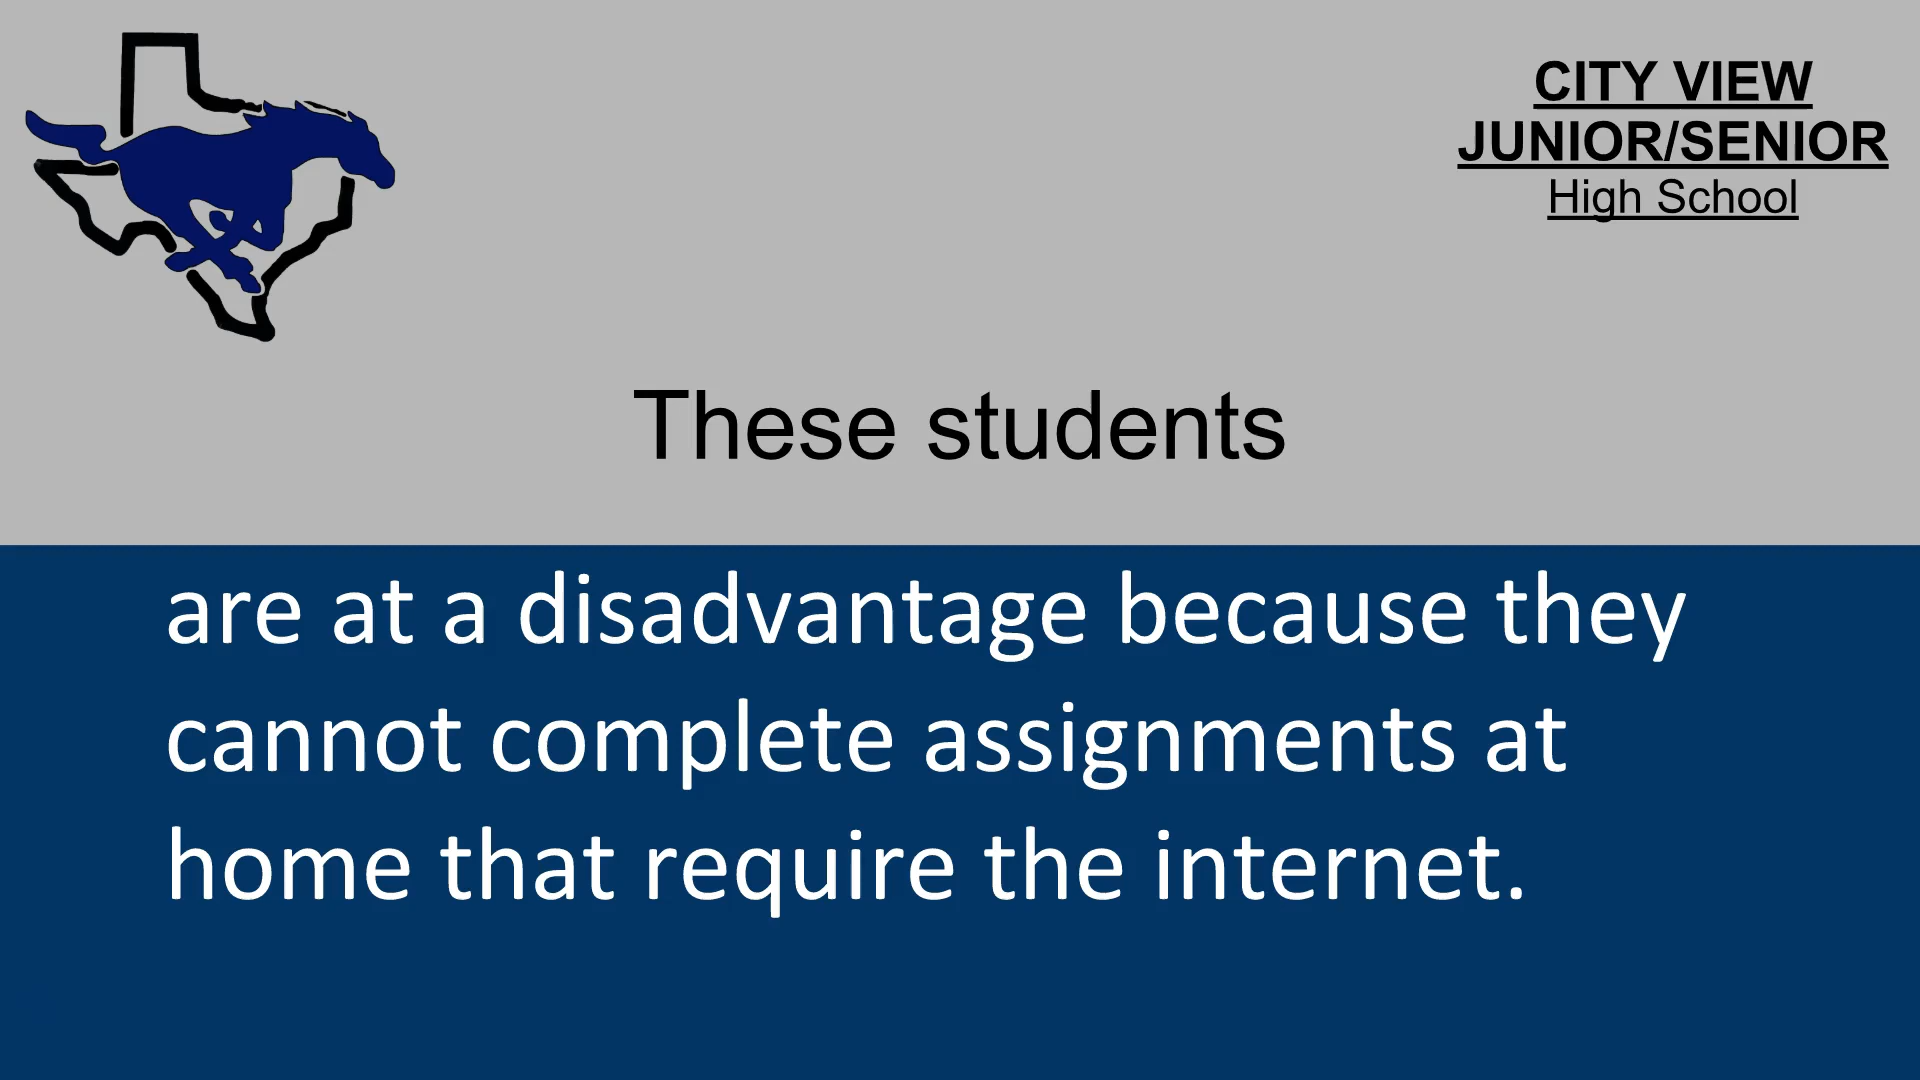 CITY VIEW
JUNIOR/SENIOR
High School
These students
are at a disadvantage because they
cannot complete assignments at
home that require the internet.